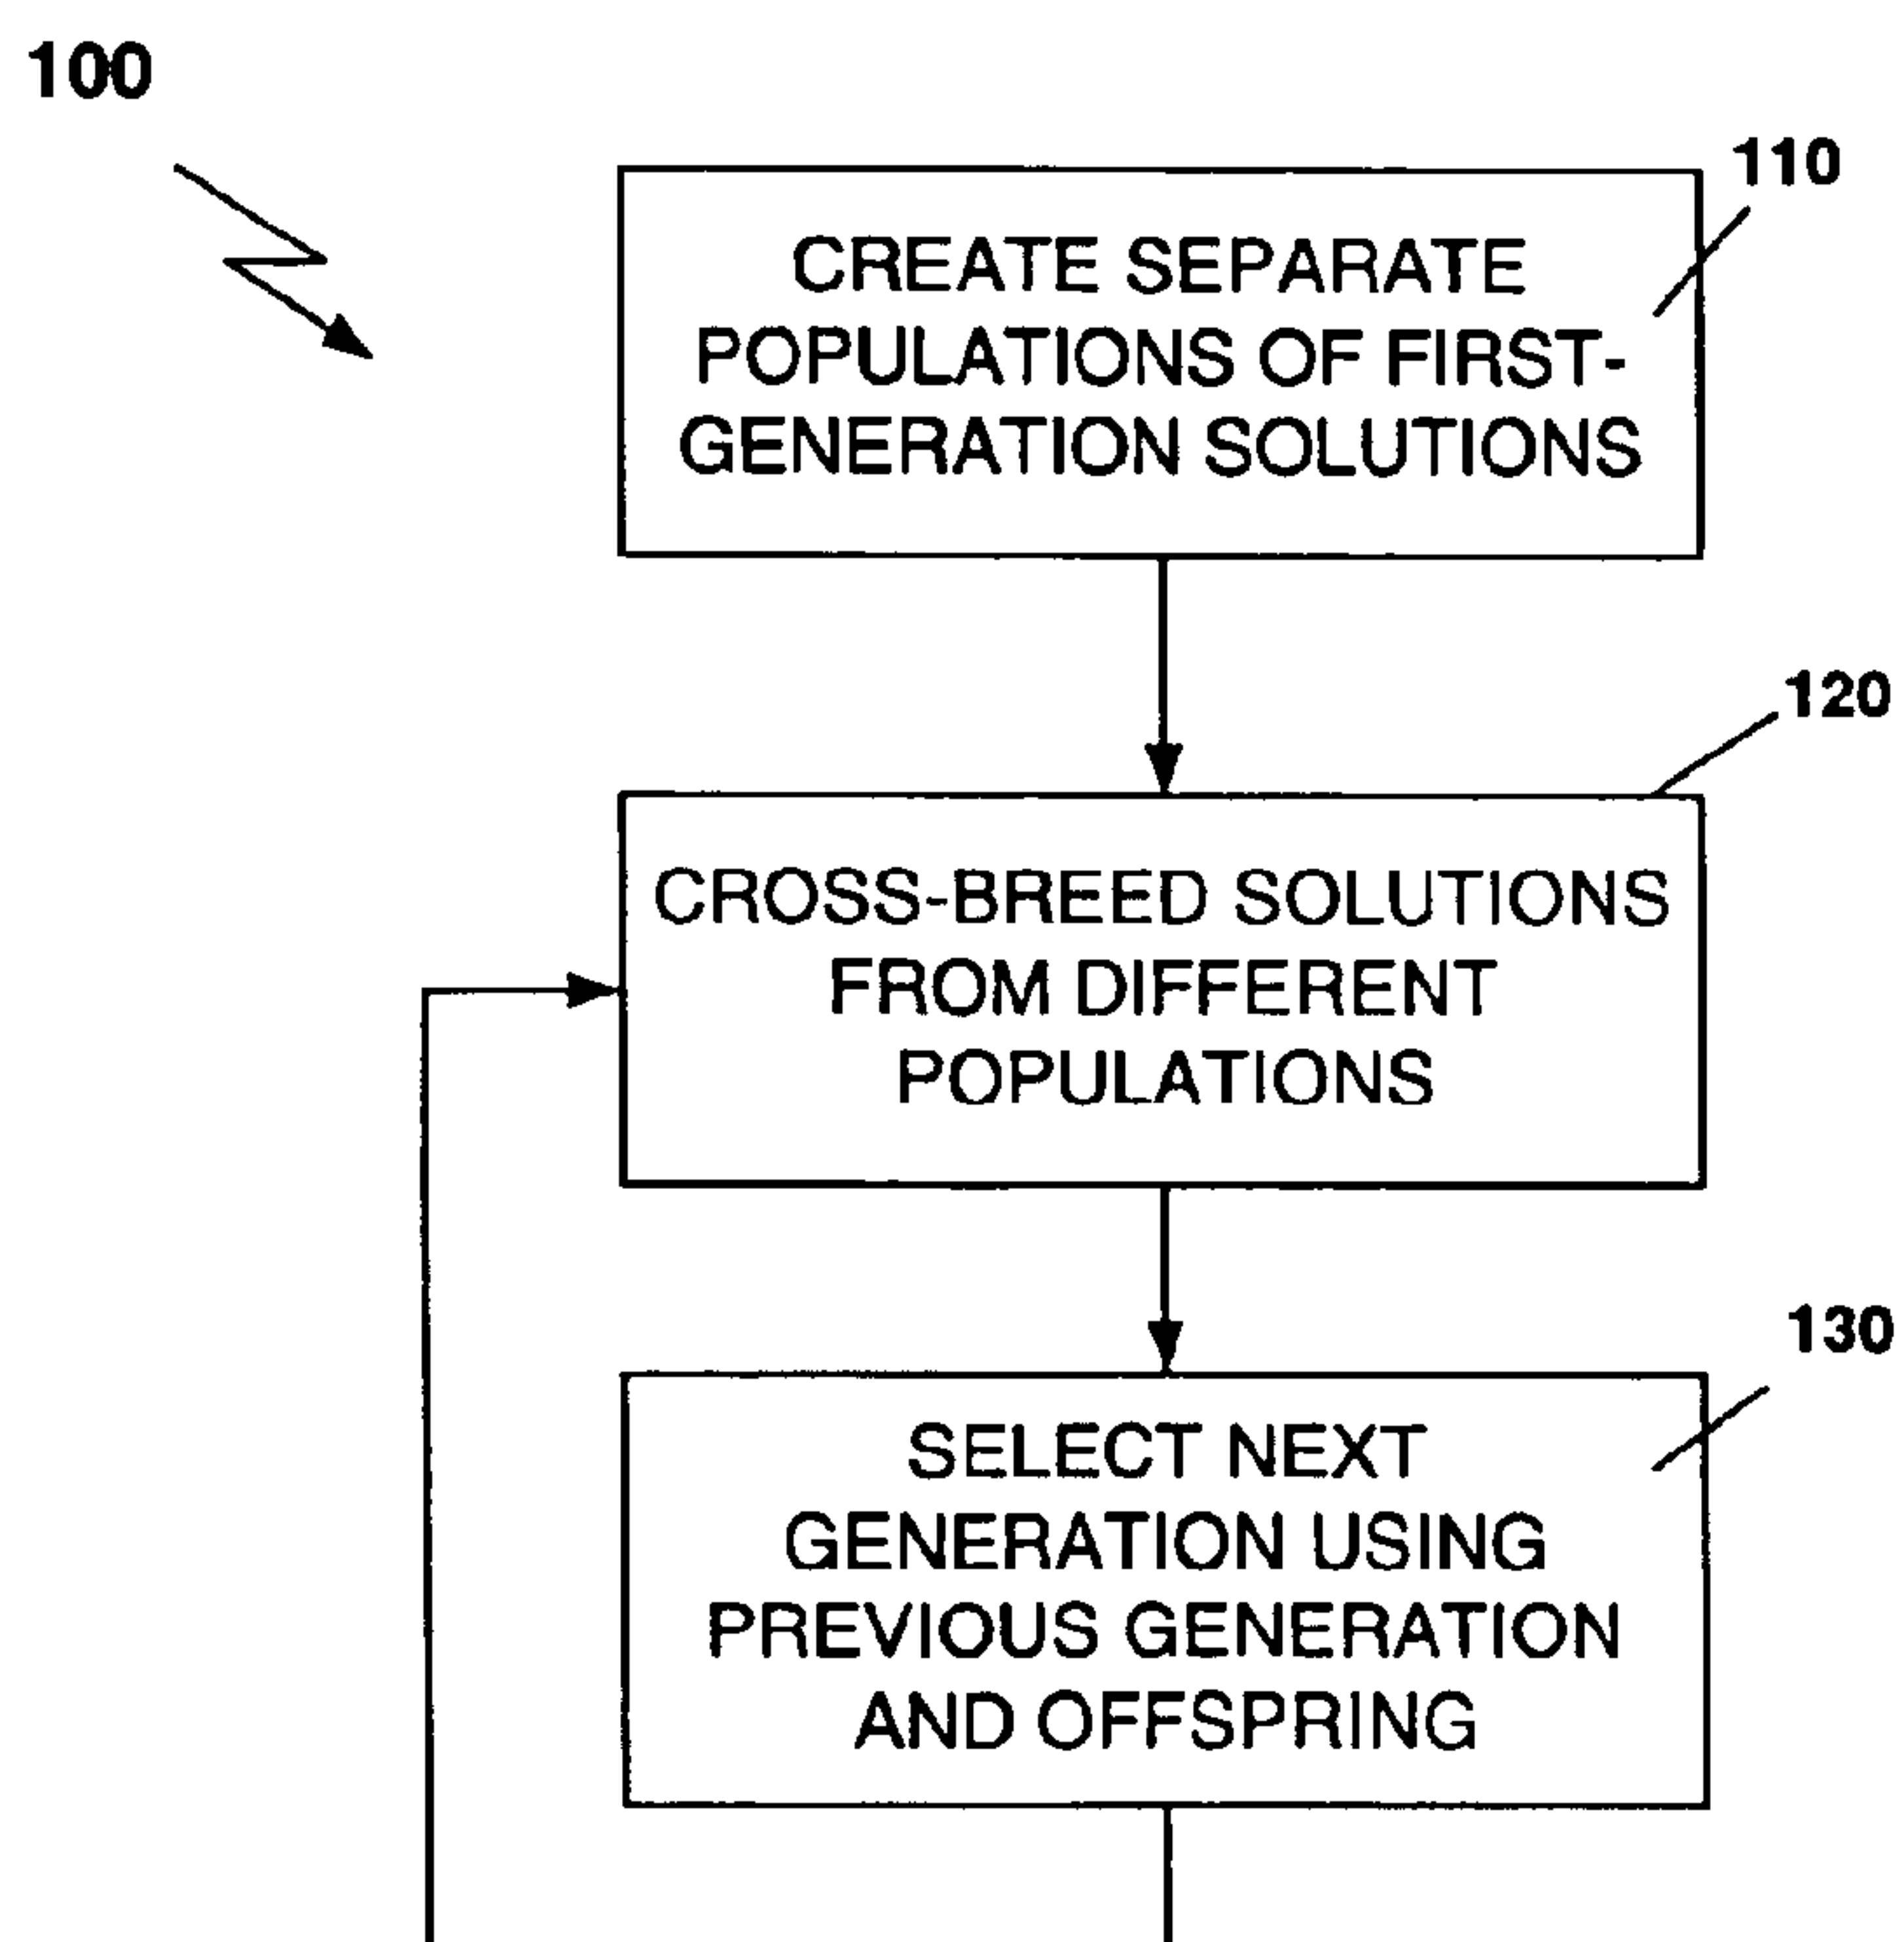 100
110
CREATE SEPARATE
POPULATIONS OF FIRST-
GENERATION SOLUTIONS
120
CROSS-BREED SOLUTIONS
FROM DIFFERENT
POPULATIONS
130
SELECT NEXT
GENERATION USING
PREVIOUS GENERATION
AND OFFSPRING